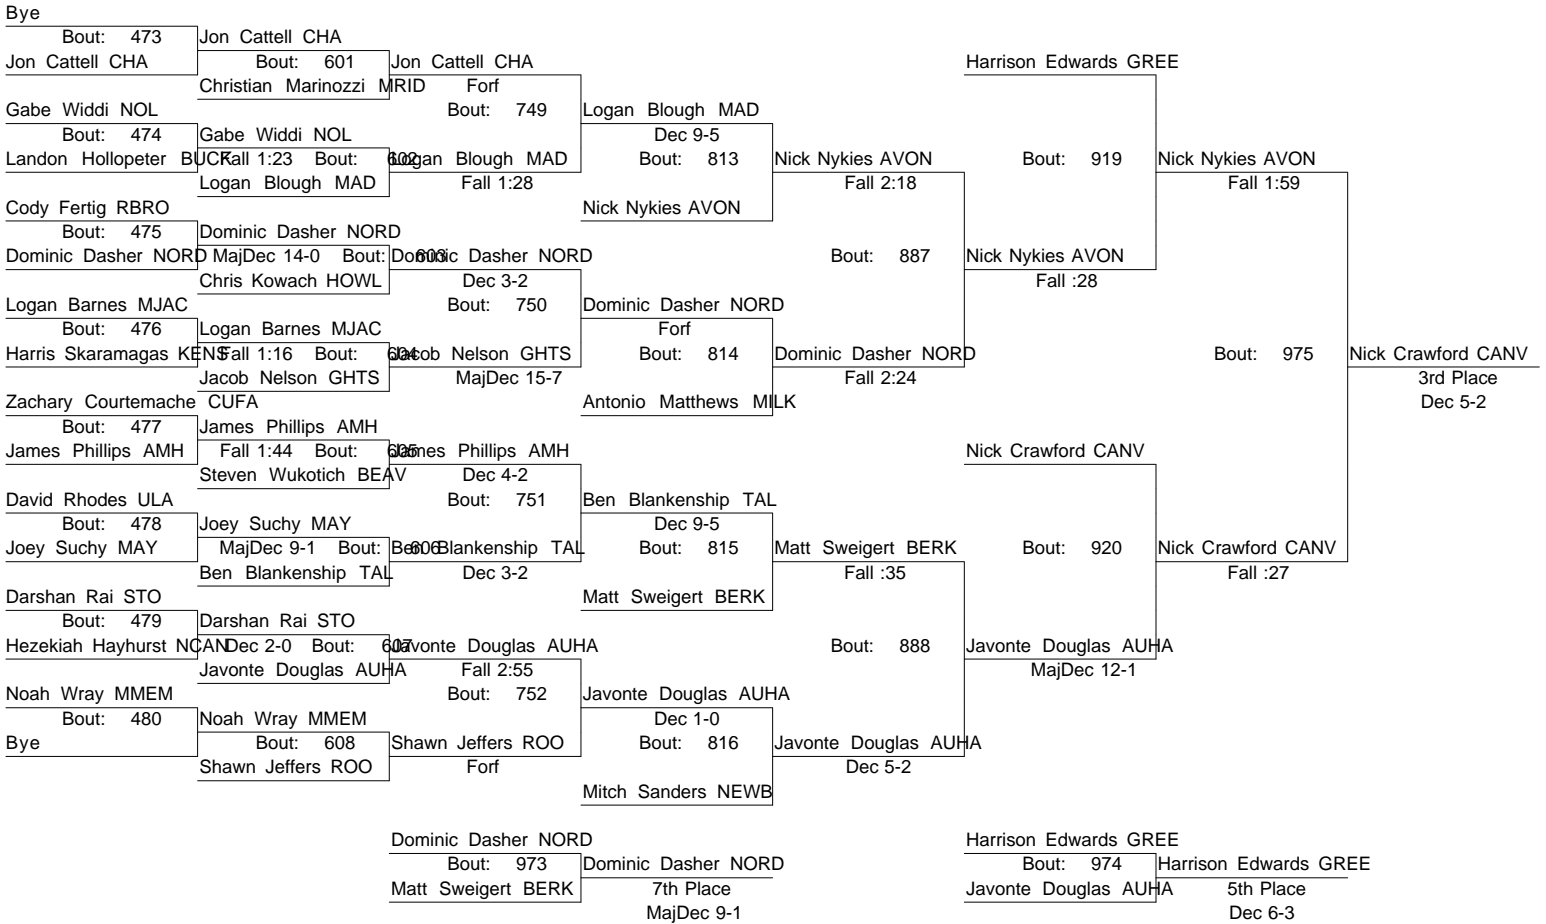 Bye
Bout: 473 Jon Cattell CHA
Jon Cattell CHA Bout: 601 Jon Cattell CHA Harrison Edwards GREE
Christian Marinozzi MRID Forf
Gabe Widdi NOL Bout: 749 Logan Blough MAD
Bout: 474 Gabe Widdi NOL Dec 9-5
Landon Hollopeter BUCK Fall 1:23 Bout: 602 Logan Blough MAD Bout: 813 Nick Nykies AVON Bout: 919 Nick Nykies AVON
Logan Blough MAD Fall 1:28 Fall 2:18 Fall 1:59
Cody Fertig RBRO Nick Nykies AVON
Bout: 475 Dominic Dasher NORD
Dominic Dasher NORD MajDec 14-0 Bout: 603 Dominic Dasher NORD Bout: 887 Nick Nykies AVON
Chris Kowach HOWL Dec 3-2 Fall :28
Logan Barnes MJAC Bout: 750 Dominic Dasher NORD
Bout: 476 Logan Barnes MJAC Forf
Harris Skaramagas KENS Fall 1:16 Bout: 604 Jacob Nelson GHTS Bout: 814 Dominic Dasher NORD Bout: 975 Nick Crawford CANV
Jacob Nelson GHTS MajDec 15-7 Fall 2:24 3rd Place
Zachary Courtemache CUFA Antonio Matthews MILK Dec 5-2
Bout: 477 James Phillips AMH
James Phillips AMH Fall 1:44 Bout: 605 James Phillips AMH Nick Crawford CANV
Steven Wukotich BEAV Dec 4-2
David Rhodes ULA Bout: 751 Ben Blankenship TAL
Bout: 478 Joey Suchy MAY Dec 9-5
Joey Suchy MAY MajDec 9-1 Bout: 606 Ben Blankenship TAL Bout: 815 Matt Sweigert BERK Bout: 920 Nick Crawford CANV
Ben Blankenship TAL Dec 3-2 Fall :35 Fall :27
Darshan Rai STO Matt Sweigert BERK
Bout: 479 Darshan Rai STO
Hezekiah Hayhurst NCAN Dec 2-0 Bout: 607 Javonte Douglas AUHA Bout: 888 Javonte Douglas AUHA
Javonte Douglas AUHA Fall 2:55 MajDec 12-1
Noah Wray MMEM Bout: 752 Javonte Douglas AUHA
Bout: 480 Noah Wray MMEM Dec 1-0
Bye Bout: 608 Shawn Jeffers ROO Bout: 816 Javonte Douglas AUHA
Shawn Jeffers ROO Forf Dec 5-2
Mitch Sanders NEWB
Dominic Dasher NORD Harrison Edwards GREE
Bout: 973 Dominic Dasher NORD Bout: 974 Harrison Edwards GREE
Matt Sweigert BERK 7th Place Javonte Douglas AUHA 5th Place
MajDec 9-1 Dec 6-3